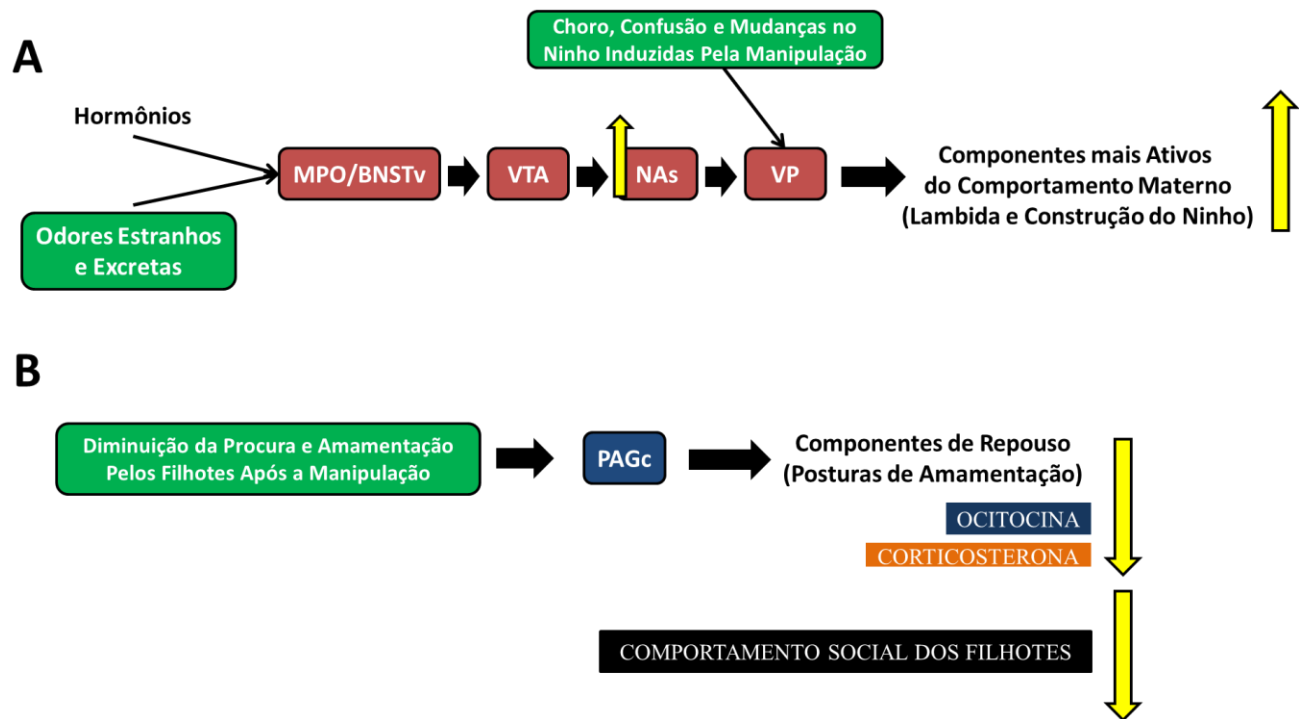 A
Choro, Confusão e Mudanças no
Ninho Induzidas Pela Manipulação
Hormônios
MPO/BNSTv
VTA
NAs
VP
Componentes mais Ativos
do Comportamento Materno
(Lambida e Construção do Ninho)
Odores Estranhos
e Excretas
B
Diminuição da Procura e Amamentação
Pelos Filhotes Após a Manipulação
PAGc
Componentes de Repouso
(Posturas de Amamentação)
OCITOCINA
CORTICOSTERONA
COMPORTAMENTO SOCIAL DOS FILHOTES